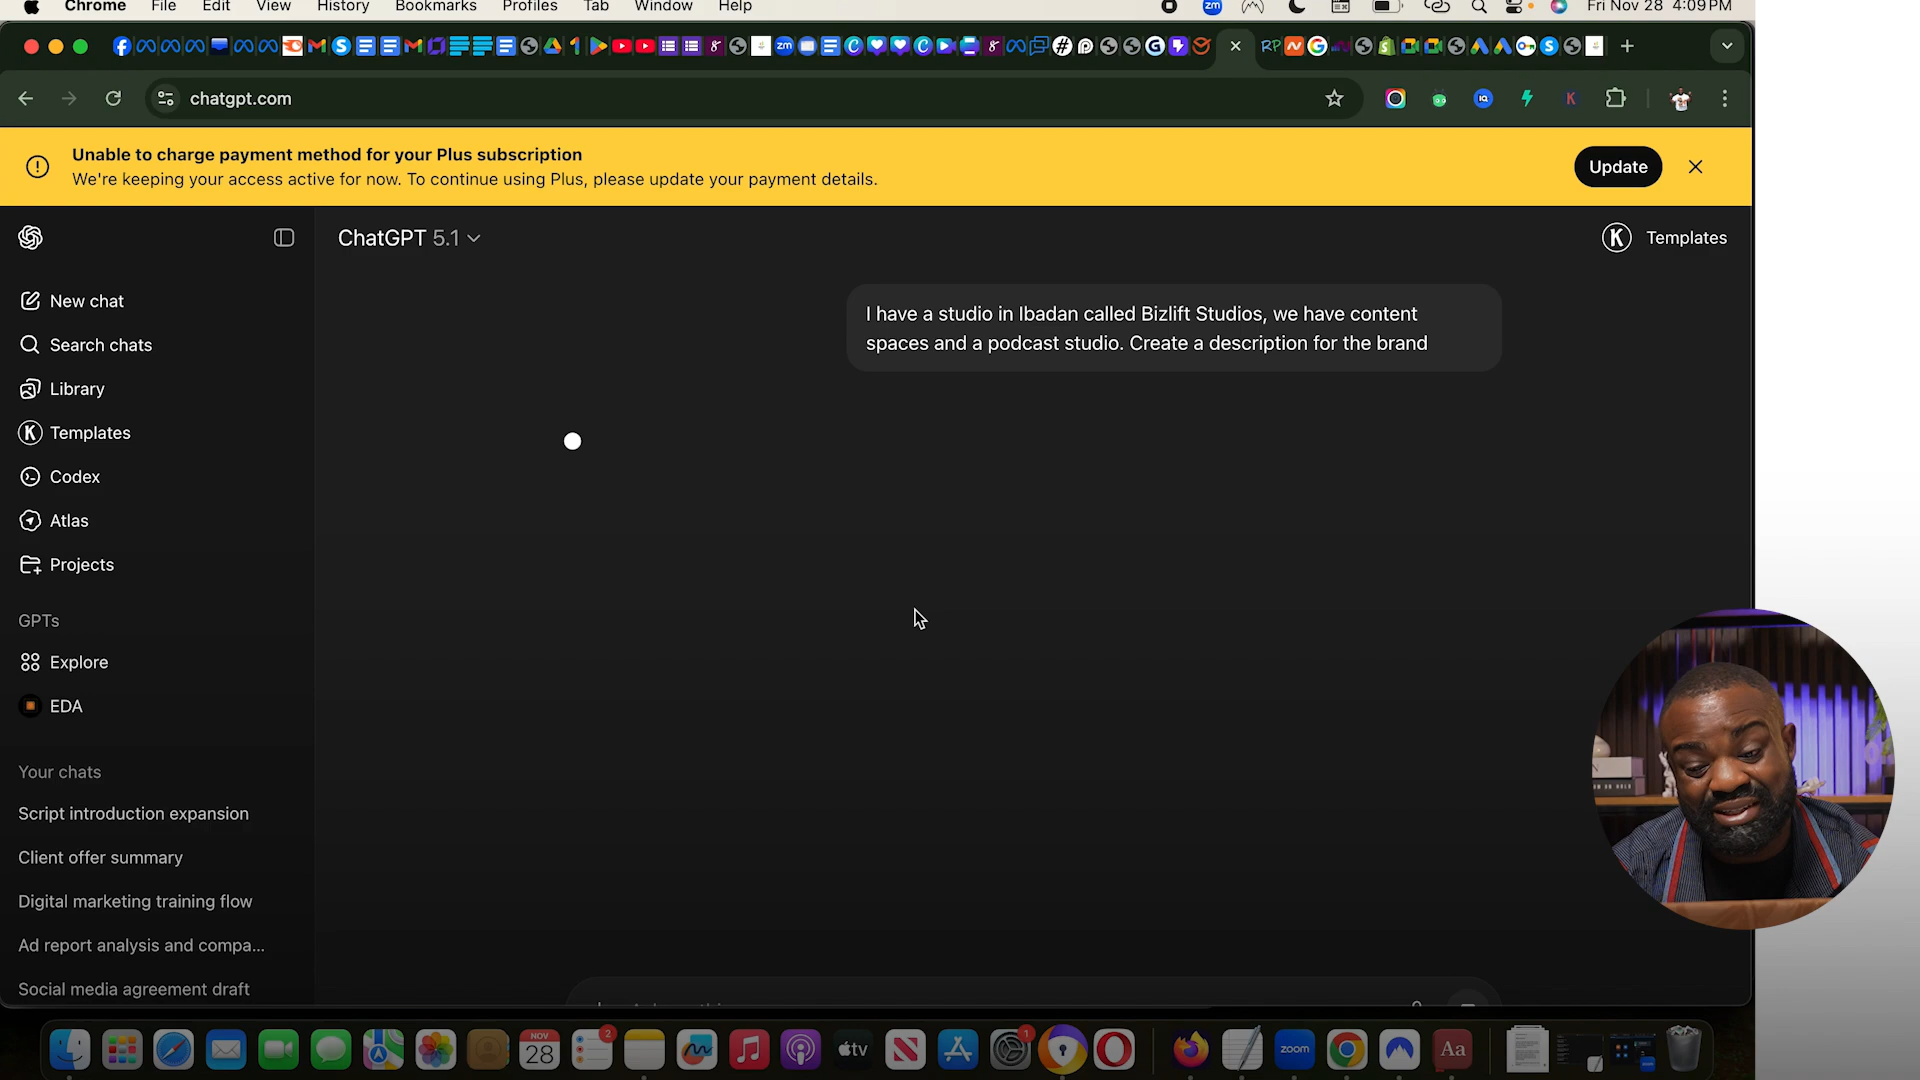 Chrome File Edit View History Bookmarks Profiles Tab Window Help
Fri Nov 28 4:09 PM
chatgpt.com
Unable to charge payment method for your Plus subscription
We're keeping your access active for now. To continue using Plus, please update your payment details.
Update
ChatGPT 5.1
K Templates
New chat
Search chats
Library
K Templates
Codex
Atlas
Projects
GPTs
Explore
EDA
Your chats
Script introduction expansion
Client offer summary
Digital marketing training flow
Ad report analysis and compa...
Social media agreement draft
I have a studio in Ibadan called Bizlift Studios, we have content
spaces and a podcast studio. Create a description for the brand
NOV
28
2
tv
1
zoom
Aa